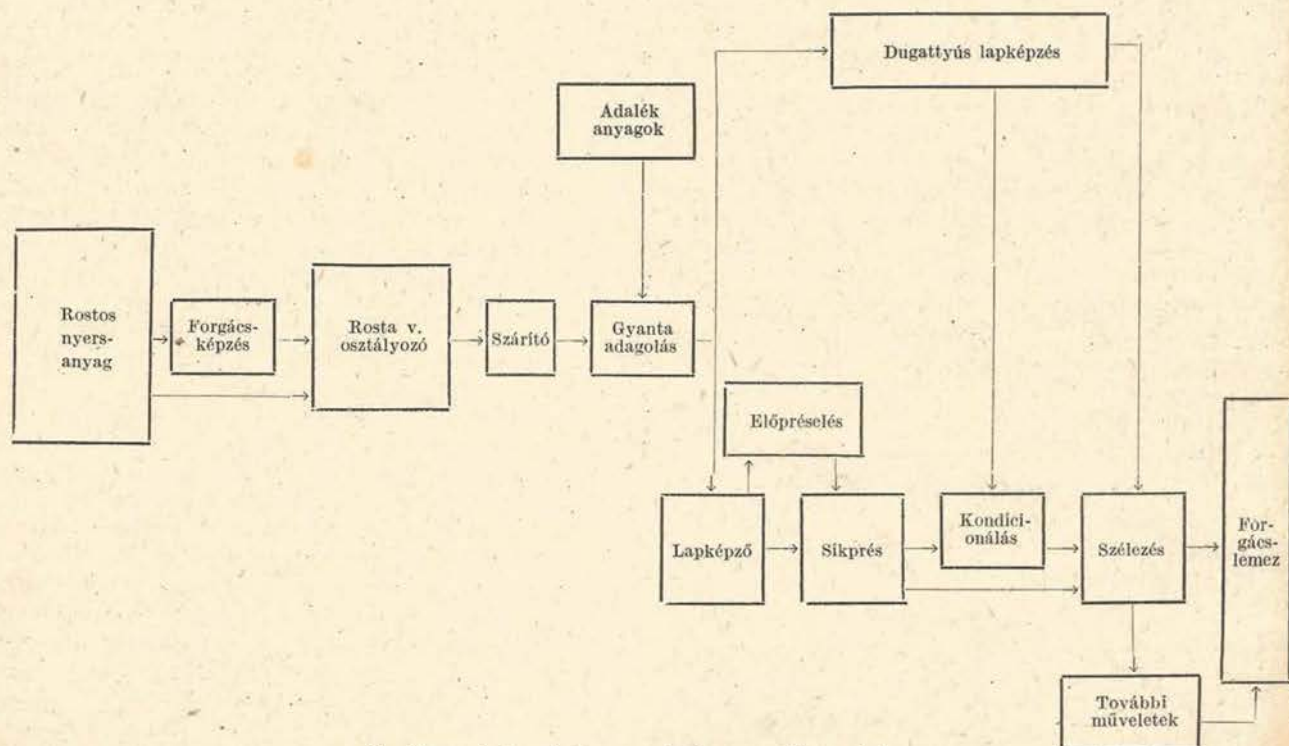 Dugattyús lapképzés
Adalék
anyagok
Rostos
nyers-
anyag
Forgács-
képzés
Rosta v.
osztályozó
Szárító
Gyanta
adagolás
Előpréselés
Lapképző
Síkprés
Kondici-
onálás
Szélezés
For-
gács-
lemez
További
műveletek